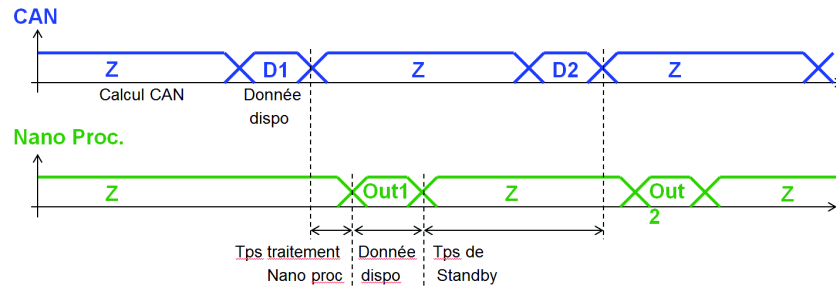 CAN
Z D1 Z D2 Z
Calcul CAN Donnée
dispo
Nano Proc.
Z Out1 Z Out Z
2
Tps traitement Donnée Tps de
Nano proc dispo Standby